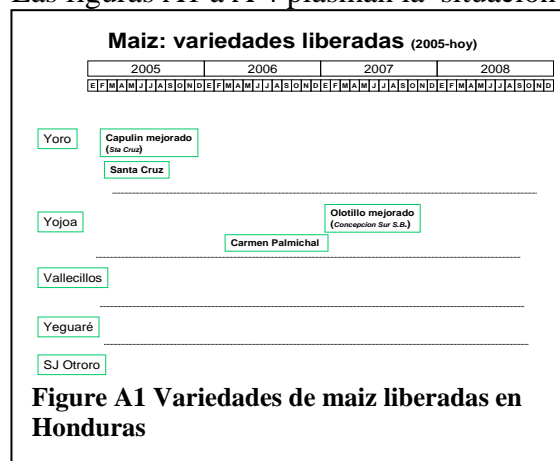 Las figuras A1 a A4 plasman la situación
Maiz: variedades liberadas (2005-hoy)
2005 2006 2007 2008
E F M A M J J A S O N D E F M A M J J A S O N D E F M A M J J A S O N D E F M A M J J A S O N D
Yoro
Capulin mejorado
(Sta Cruz)
Santa Cruz
Yojoa
Olotillo mejorado
(Concepcion Sur S.B.)
Carmen Palmichal
Vallecillos
Yeguaré
SJ Otroro
Figure A1 Variedades de maiz liberadas en
Honduras